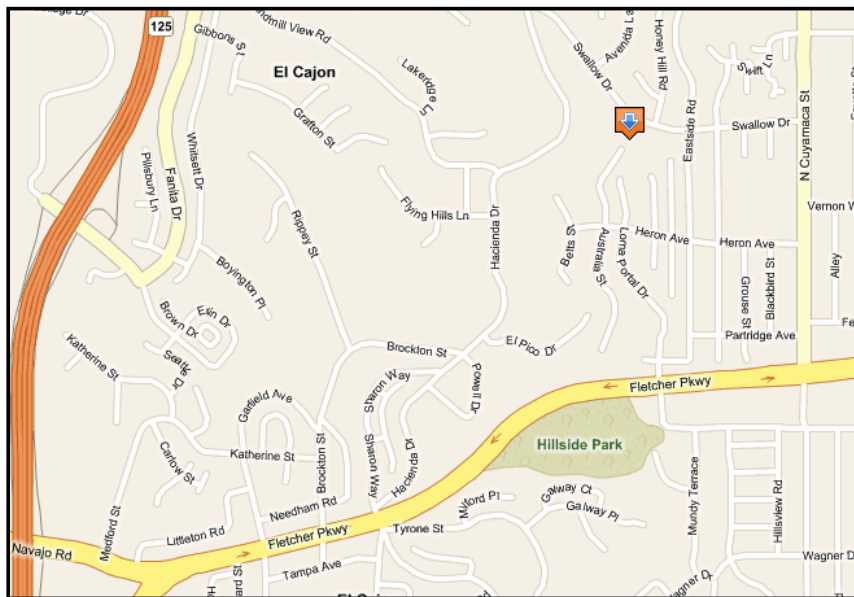 125
Gibbons St
Windmill View Rd
El Cajon
Lakeridge Ln
Swallow Dr
Avenida La
Honey Hill Rd
Swift Ln
Grafton St
Eastside Rd
Swallow Dr
N Cuyamaca St
Pillsbury Ln
Fanita Dr
Whitsett Dr
Rippey St
Flying Hills Ln
Hacienda Dr
Betts St
Australia St
Loma Portal Dr
Heron Ave
Heron Ave
Vernon W
Alley
Boyington Pl
Grouse St
Blackbird St
Brown Dr
Erin Dr
Katherine St
Brockton St
El Pico Dr
Partridge Ave
Fe
Sharon Way
Powell Dr
Fletcher Pkwy
Garfield Ave
Hillside Park
Carlow St
Katherine St
Brockton St
Sharon Way
Hacienda Dr
Medford St
Littleton Rd
Needham Rd
Milford Pl
Galway Ct
Galway Pl
Mundy Terrace
Hillsview Rd
Navajo Rd
Fletcher Pkwy
Tyrone St
Tampa Ave
Wagner D
Wagner Dr